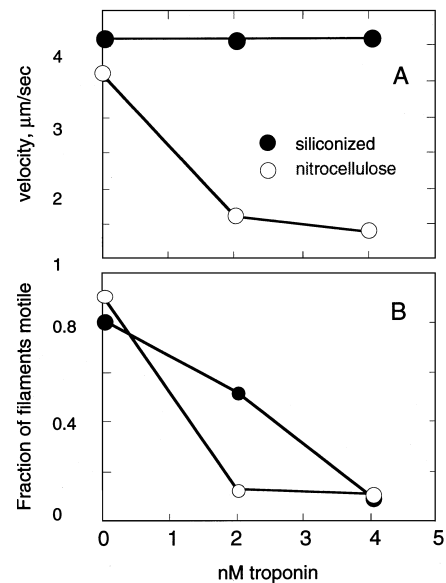 4
3
2
1
velocity, µm/sec
A
siliconized
nitrocellulose
0.8
0.4
0
Fraction of filaments motile
B
0 1 2 3 4 5
nM troponin